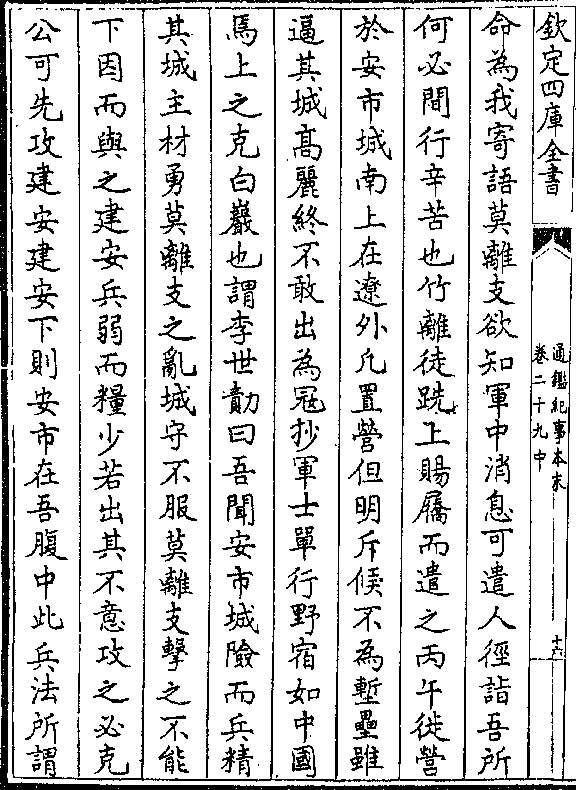 欽定四庫全書
通鑑紀事本末
卷二十九中
十六
命為我寄語莫離支欲知軍中消息可遣人徑詣吾所
何必間行辛苦也竹離徒跣上賜屩而遣之丙午徙營
於安市城南上在遼外凡置營但明斥候不為塹壘雖
逼其城高麗終不敢出為冦抄軍士單行野宿如中國
焉上之克白巖也謂李世勣曰吾聞安市城險而兵精
其城主材勇莫離支之亂城守不服莫離支擊之不能
下因而與之建安兵弱而糧少若出其不意攻之必克
公可先攻建安建安下則安市在吾腹中此兵法所謂